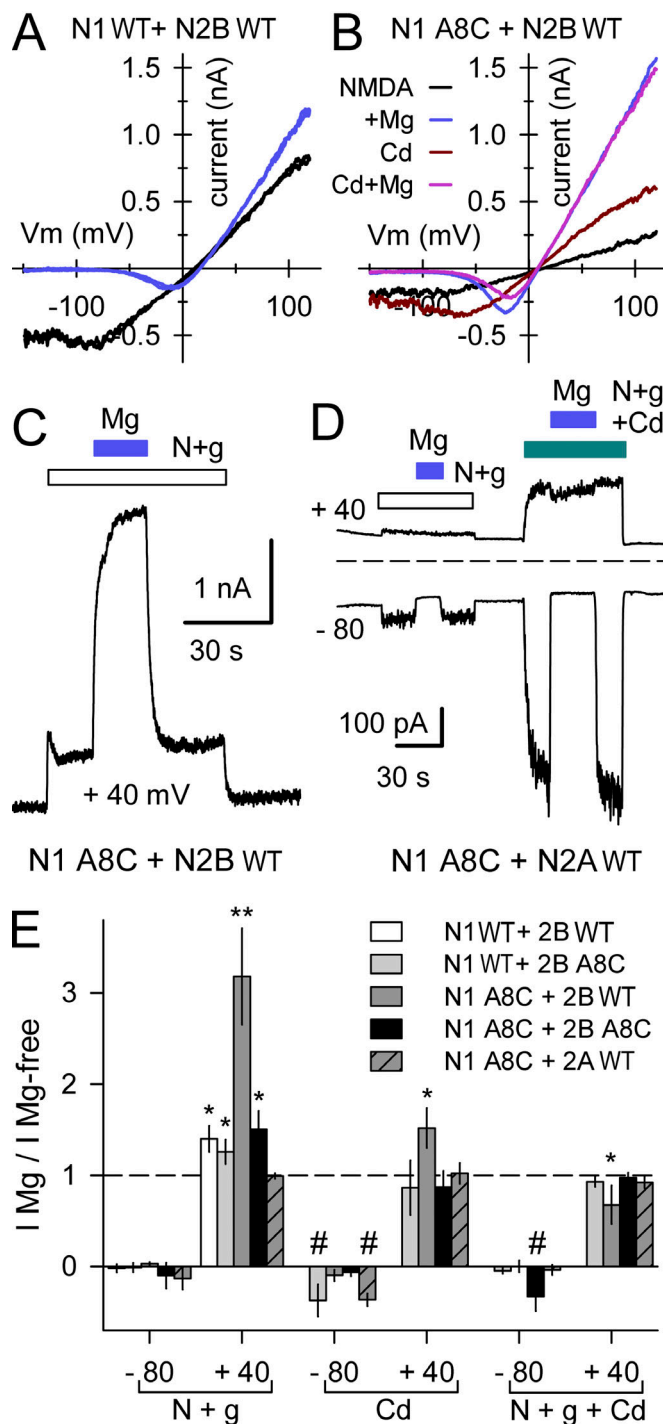 A
N1 WT+ N2B WT
1.5
1.0
0.5
current (nA)
Vm (mV)
-100
100
-0.5
B
N1 A8C + N2B WT
NMDA
+Mg
Cd
Cd+Mg
1.5
1.0
0.5
current (nA)
Vm (mV)
-100
100
-0.5
C
Mg
N+g
1 nA
30 s
+ 40 mV
N1 A8C + N2B WT
D
Mg
N+g
Mg
N+g
+Cd
+ 40
- 80
100 pA
30 s
N1 A8C + N2A WT
E
I Mg / I Mg-free
3
2
1
0
N1 WT+ 2B WT
N1 WT+ 2B A8C
N1 A8C + 2B WT
N1 A8C + 2B A8C
N1 A8C + 2A WT
* * ** *
# # *
# *
-80 + 40 - 80 + 40 - 80 + 40
N + g Cd N + g + Cd